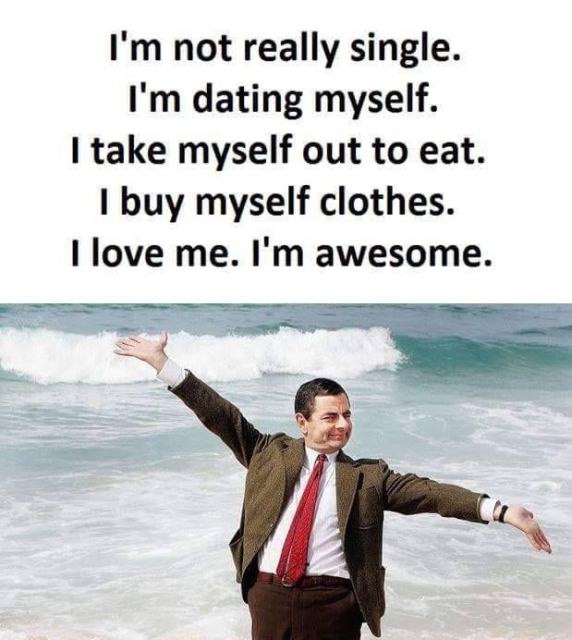 I'm not really single.
I'm dating myself.
I take myself out to eat.
I buy myself clothes.
I love me. I'm awesome.